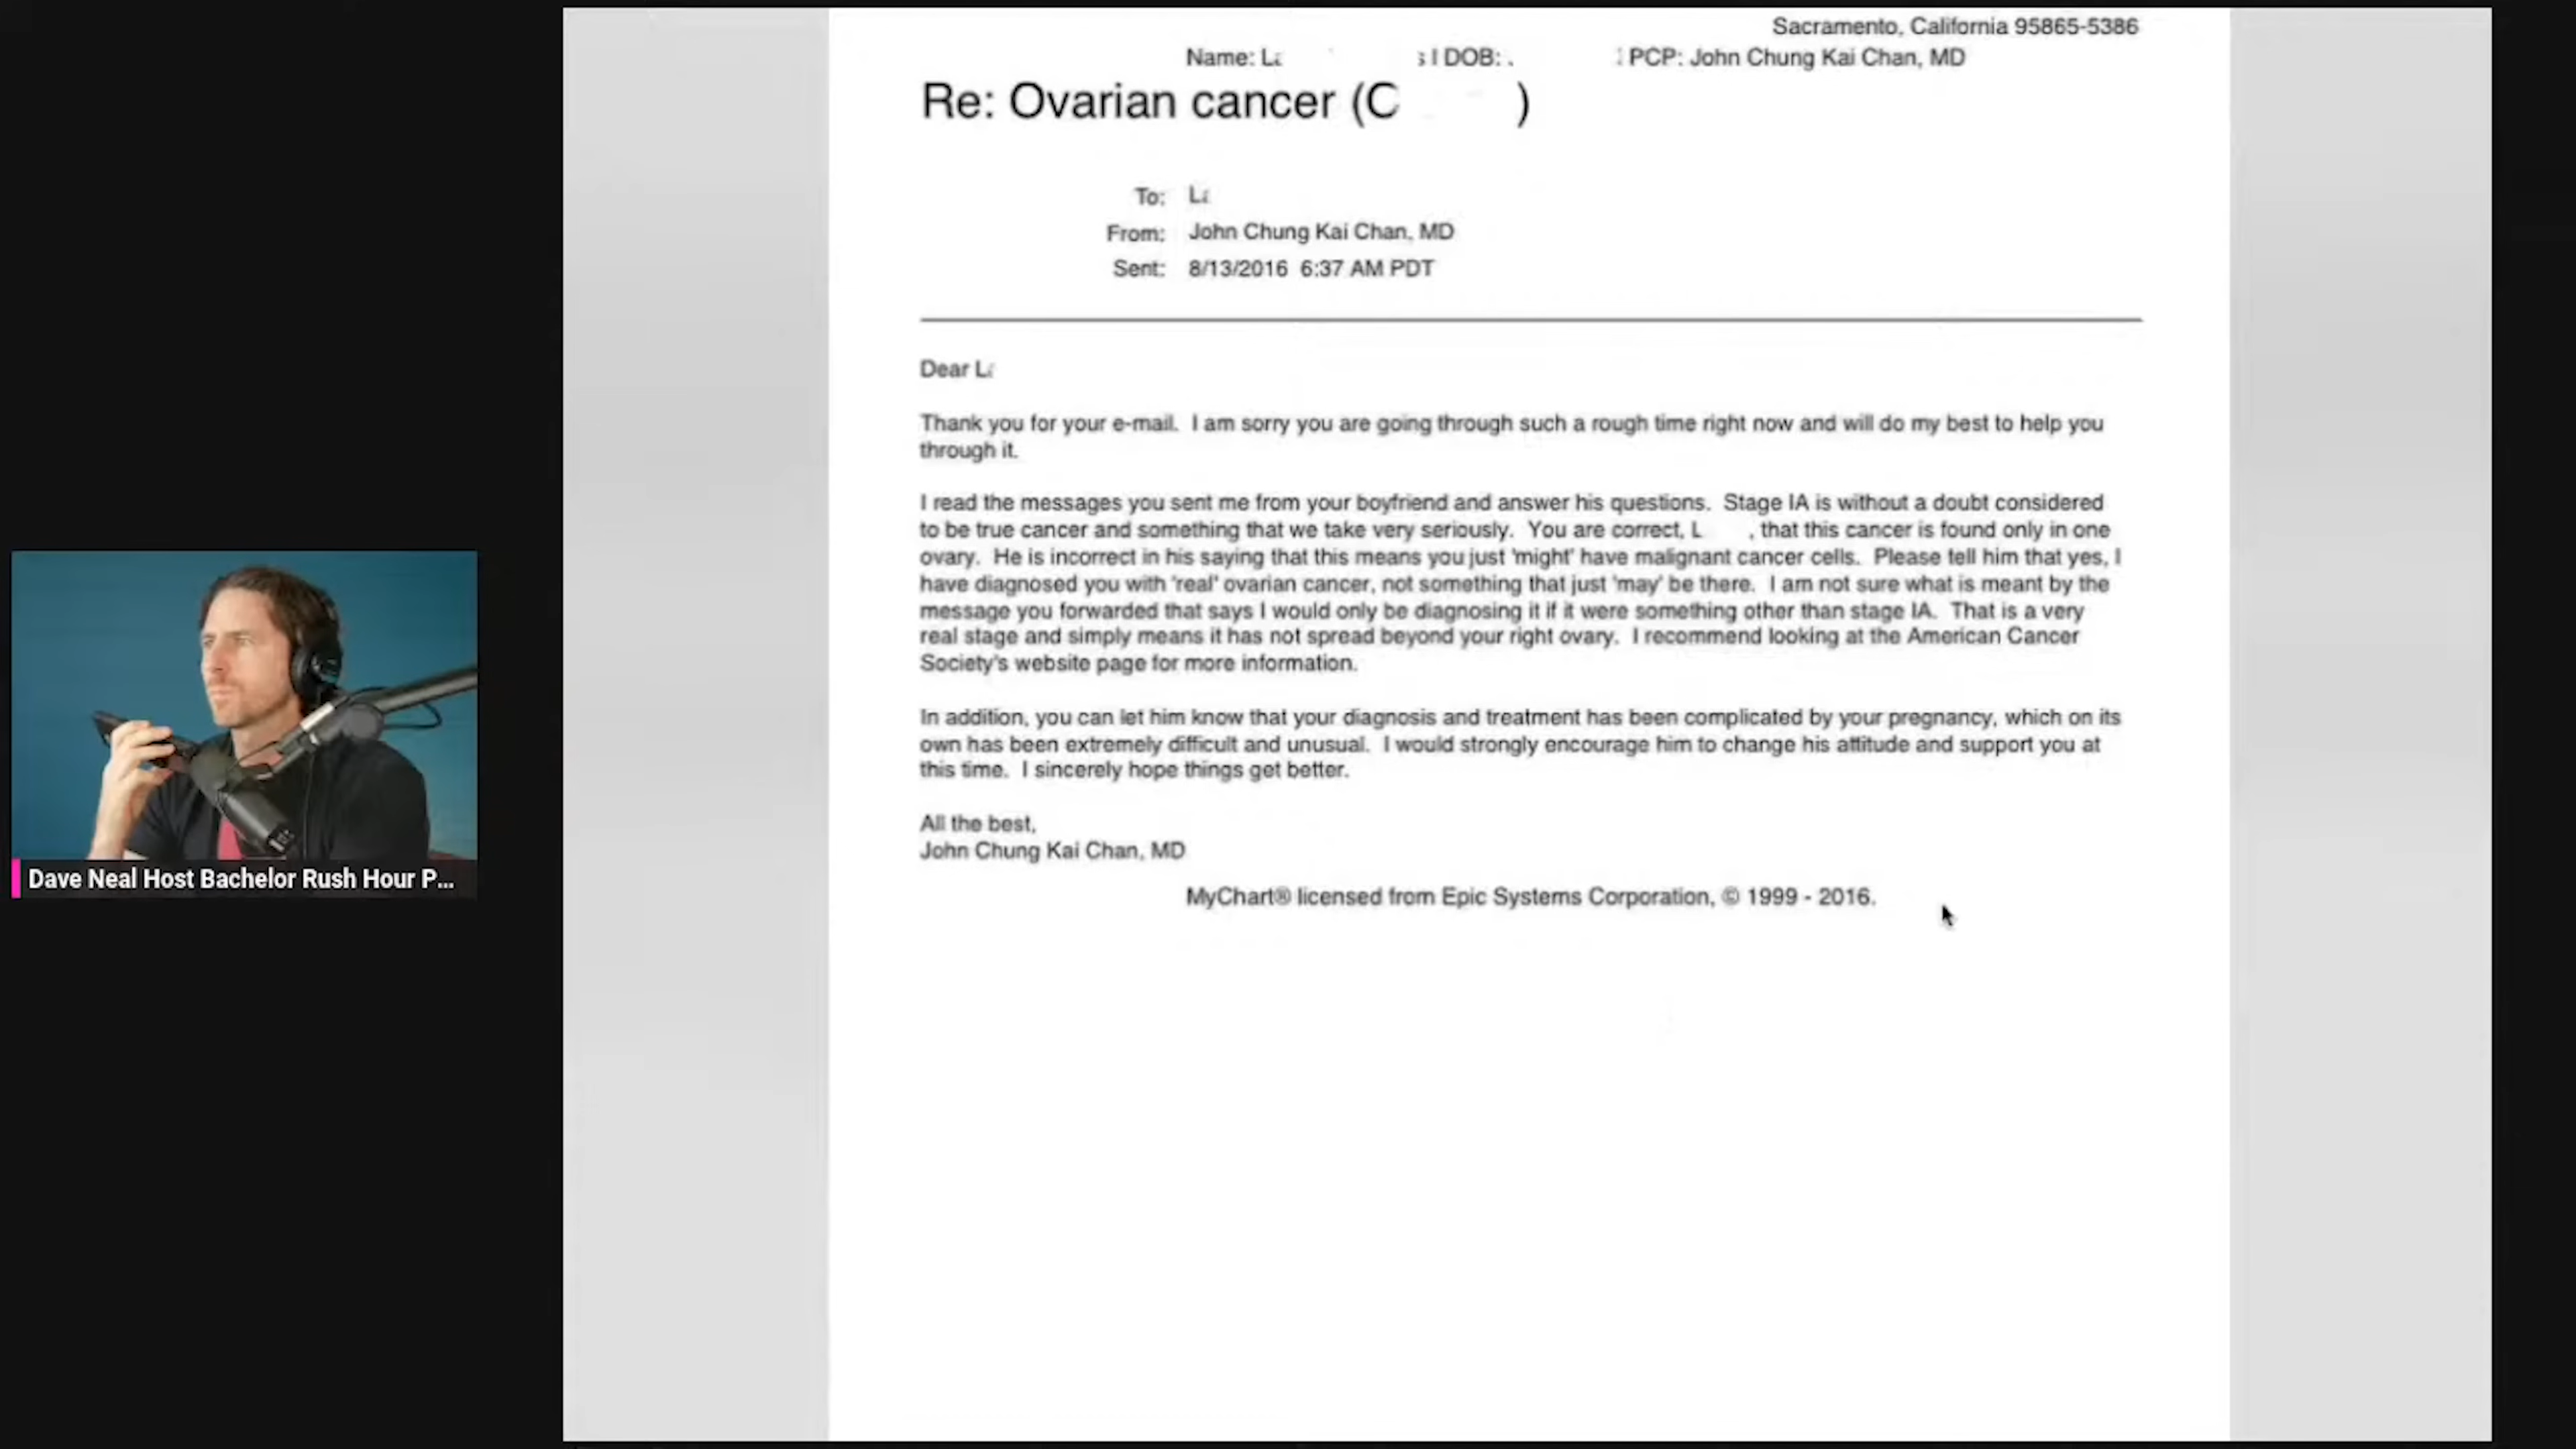 Sacramento, California 95865-5386
Name: L I DOB: PCP: John Chung Kai Chan, MD
Re: Ovarian cancer (C )
To: L
From: John Chung Kai Chan, MD
Sent: 8/13/2016 6:37 AM PDT
Dear L
Thank you for your e-mail. I am sorry you are going through such a rough time right now and will do my best to help you
through it.
I read the messages you sent me from your boyfriend and answer his questions. Stage IA is without a doubt considered
to be true cancer and something that we take very seriously. You are correct, L , that this cancer is found only in one
ovary. He is incorrect in his saying that this means you just 'might' have malignant cancer cells. Please tell him that yes, I
have diagnosed you with 'real' ovarian cancer, not something that just 'may' be there. I am not sure what is meant by the
message you forwarded that says I would only be diagnosing it if it were something other than stage IA. That is a very
real stage and simply means it has not spread beyond your right ovary. I recommend looking at the American Cancer
Society's website page for more information.
In addition, you can let him know that your diagnosis and treatment has been complicated by your pregnancy, which on its
own has been extremely difficult and unusual. I would strongly encourage him to change his attitude and support you at
this time. I sincerely hope things get better.
All the best,
John Chung Kai Chan, MD
MyChart® licensed from Epic Systems Corporation, © 1999 - 2016.
Dave Neal Host Bachelor Rush Hour P...